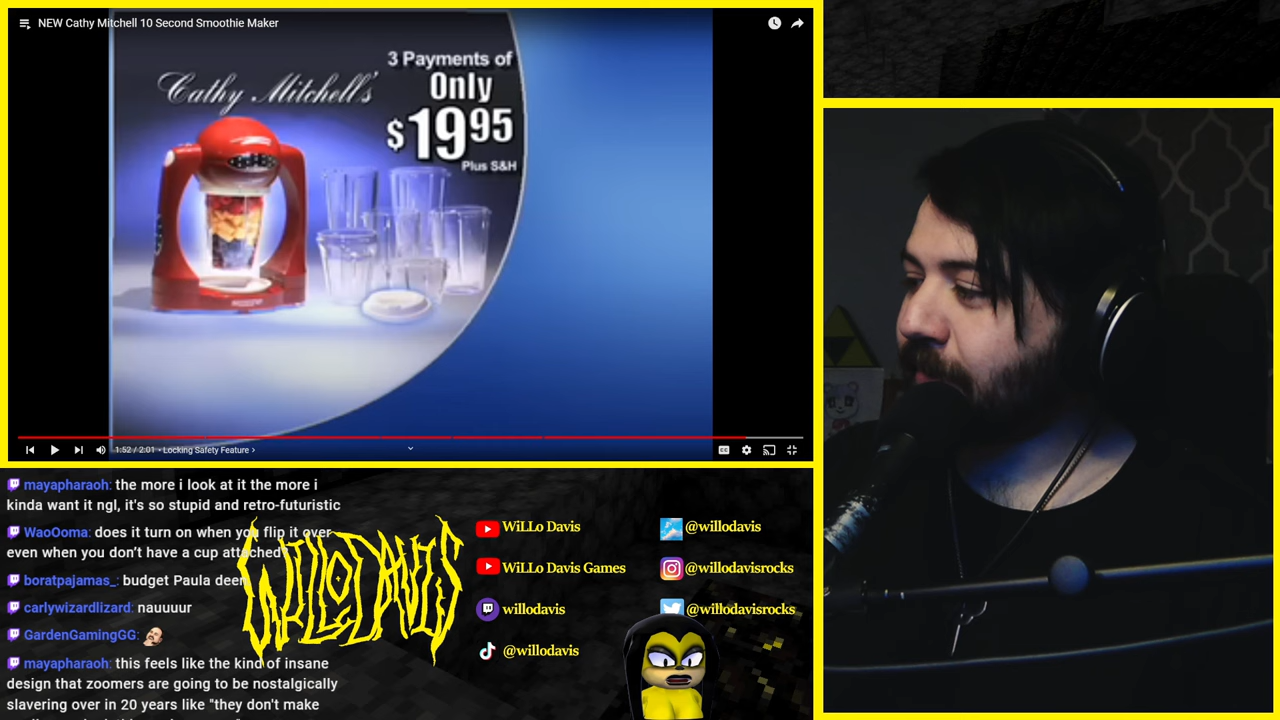 NEW Cathy Mitchell 10 Second Smoothie Maker
3 Payments of
Only
$19.95
Plus S&H
Cathy Mitchell's
1:52 / 2:01 • Locking Safety Feature ›
CC
mayapharaoh: the more i look at it the more i
kinda want it ngl, it's so stupid and retro-futuristic
WaoOoma: does it turn on when you flip it over
even when you don't have a cup attached?
boratpajamas_: budget Paula deen
carlywizardlizard: nauuuur
GardenGamingGG:
mayapharaoh: this feels like the kind of insane
design that zoomers are going to be nostalgically
slavering over in 20 years like "they don't make
WILLO DAVIS
WiLLo Davis
WiLLo Davis Games
willodavis
@willodavis
@willodavis
@willodavisrocks
@willodavisrocks